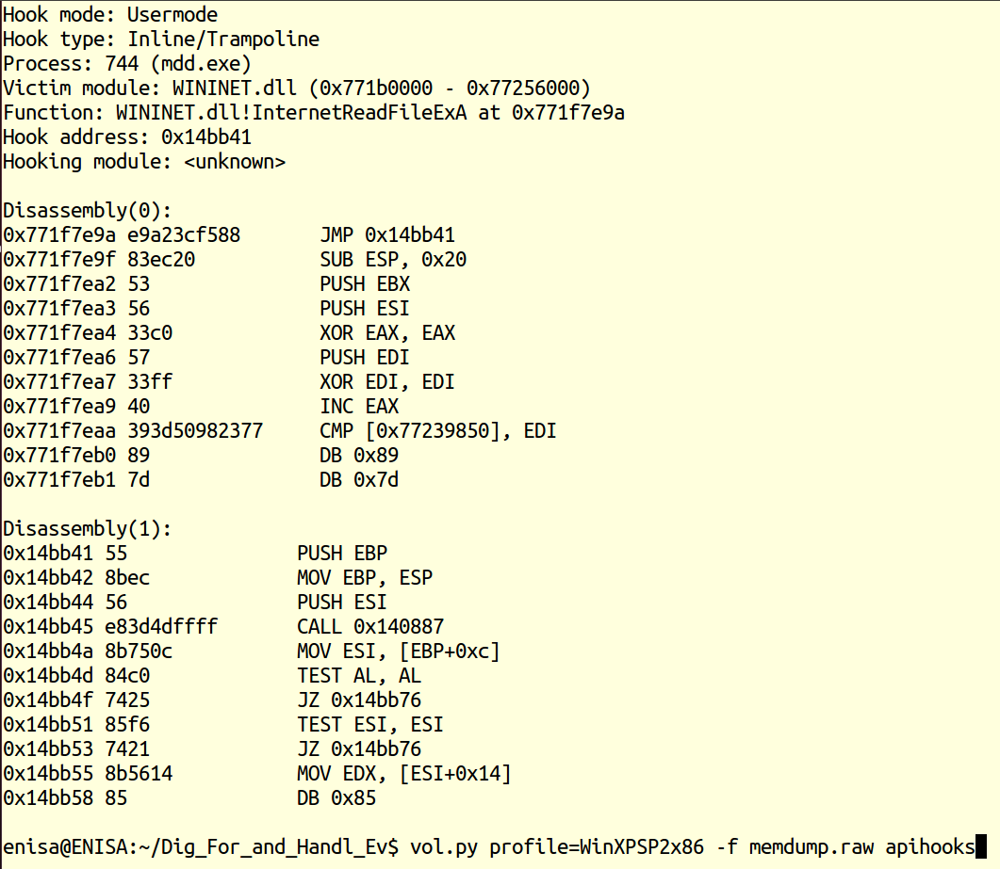 Hook mode: Usermode
Hook type: Inline/Trampoline
Process: 744 (mdd.exe)
Victim module: WININET.dll (0x771b0000 - 0x77256000)
Function: WININET.dll!InternetReadFileExA at 0x771f7e9a
Hook address: 0x14bb41
Hooking module: <unknown>
Disassembly(0):
0x771f7e9a e9a23cf588 JMP 0x14bb41
0x771f7e9f 83ec20 SUB ESP, 0x20
0x771f7ea2 53 PUSH EBX
0x771f7ea3 56 PUSH ESI
0x771f7ea4 33c0 XOR EAX, EAX
0x771f7ea6 57 PUSH EDI
0x771f7ea7 33ff XOR EDI, EDI
0x771f7ea9 40 INC EAX
0x771f7eaa 393d50982377 CMP [0x77239850], EDI
0x771f7eb0 89 DB 0x89
0x771f7eb1 7d DB 0x7d
Disassembly(1):
0x14bb41 55 PUSH EBP
0x14bb42 8bec MOV EBP, ESP
0x14bb44 56 PUSH ESI
0x14bb45 e83d4dffff CALL 0x140887
0x14bb4a 8b750c MOV ESI, [EBP+0xc]
0x14bb4d 84c0 TEST AL, AL
0x14bb4f 7425 JZ 0x14bb76
0x14bb51 85f6 TEST ESI, ESI
0x14bb53 7421 JZ 0x14bb76
0x14bb55 8b5614 MOV EDX, [ESI+0x14]
0x14bb58 85 DB 0x85
enisa@ENISA:~/Dig_For_and_Handl_Ev$ vol.py profile=WinXPSP2x86 -f memdump.raw apihooks